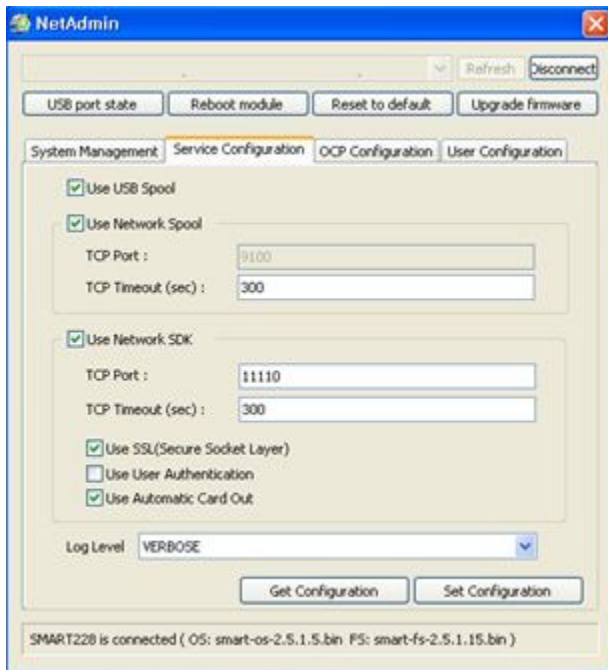 NetAdmin
Refresh Disconnect
USB port state Reboot module Reset to default Upgrade firmware
System Management Service Configuration OCP Configuration User Configuration
Use USB Spool
Use Network Spool
TCP Port : 9100
TCP Timeout (sec) : 300
Use Network SDK
TCP Port : 11110
TCP Timeout (sec) : 300
Use SSL(Secure Socket Layer)
Use User Authentication
Use Automatic Card Out
Log Level VERBOSE
Get Configuration Set Configuration
SMART228 is connected ( OS: smart-os-2.5.1.5.bin FS: smart-fs-2.5.1.15.bin )